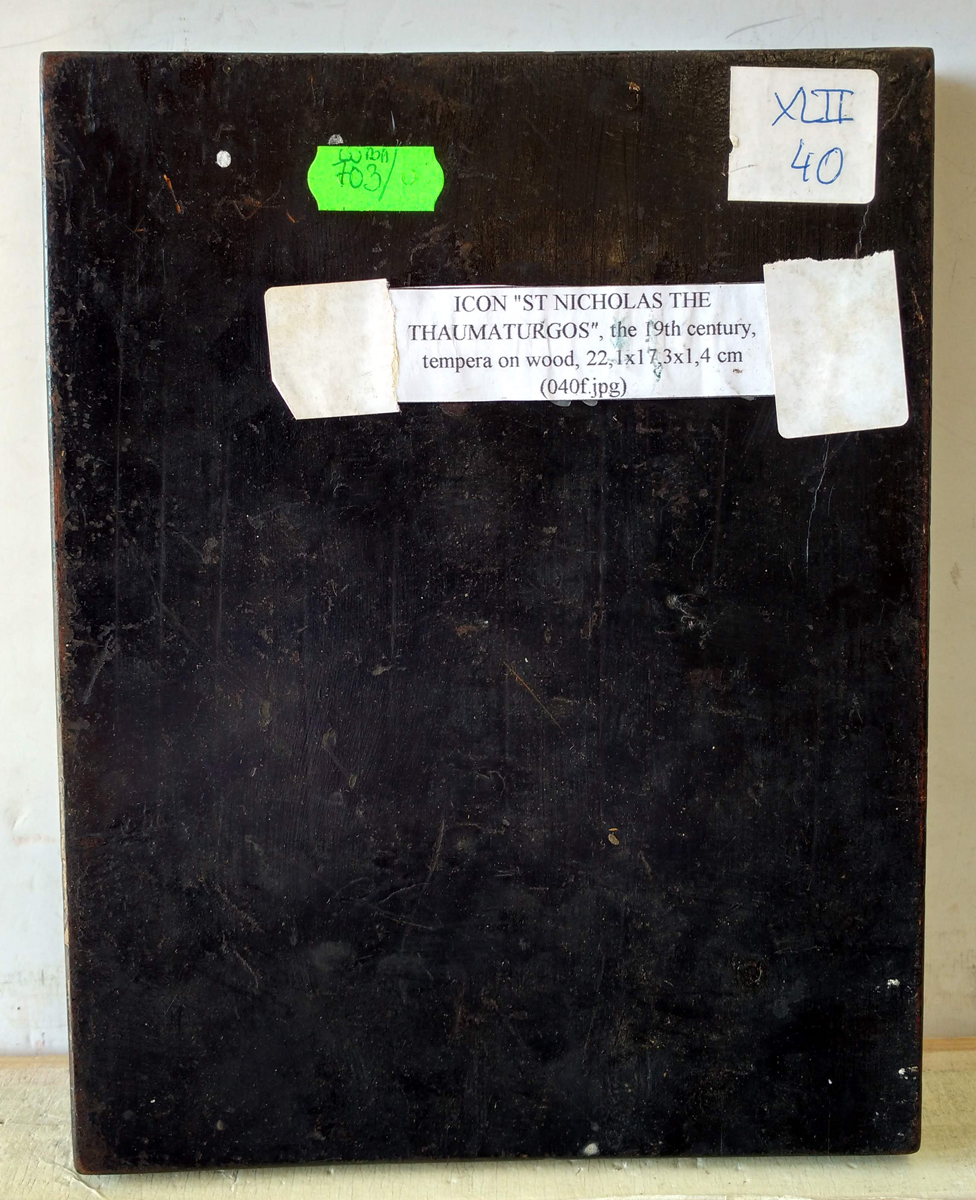 XLII
40
703/
ICON "ST NICHOLAS THE
THAUMATURGOS", the 19th century,
tempera on wood, 22,1x17,3x1,4 cm
(040f.jpg)